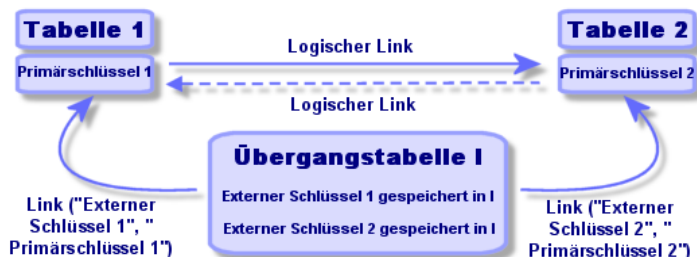 Tabelle 1
Primärschlüssel 1
Logischer Link
Logischer Link
Tabelle 2
Primärschlüssel 2
Übergangstabelle I
Externer Schlüssel 1 gespeichert in I
Externer Schlüssel 2 gespeichert in I
Link ("Externer
Schlüssel 1", "
Primärschlüssel 1")
Link ("Externer
Schlüssel 2", "
Primärschlüssel 2")